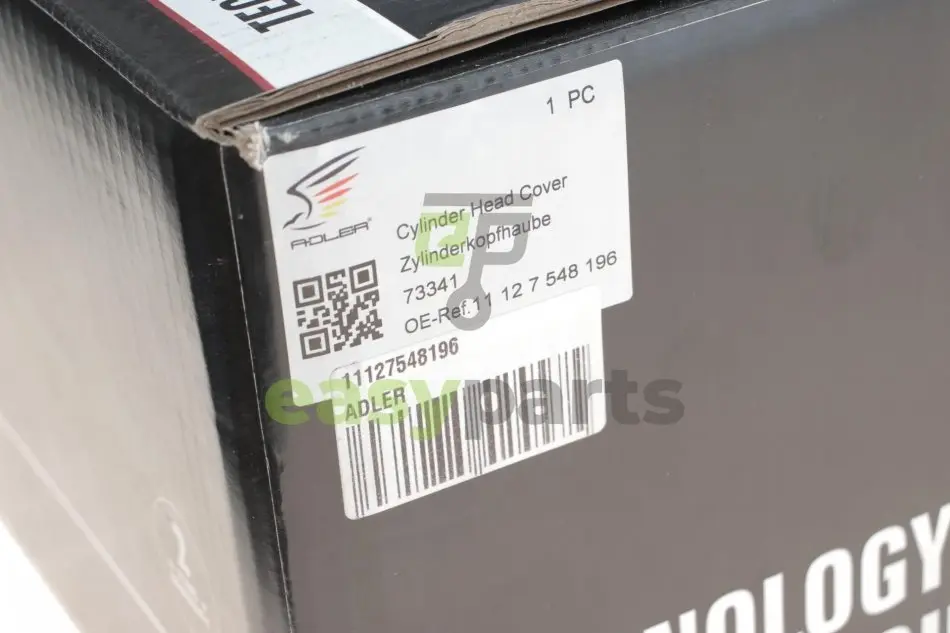 TEC
1 PC
ADLER
Cylinder Head Cover
Zylinderkopfhaube
73341
OE-Ref.11 12 7 548 196
11127548196
ADLER
easyparts
NOLOGY